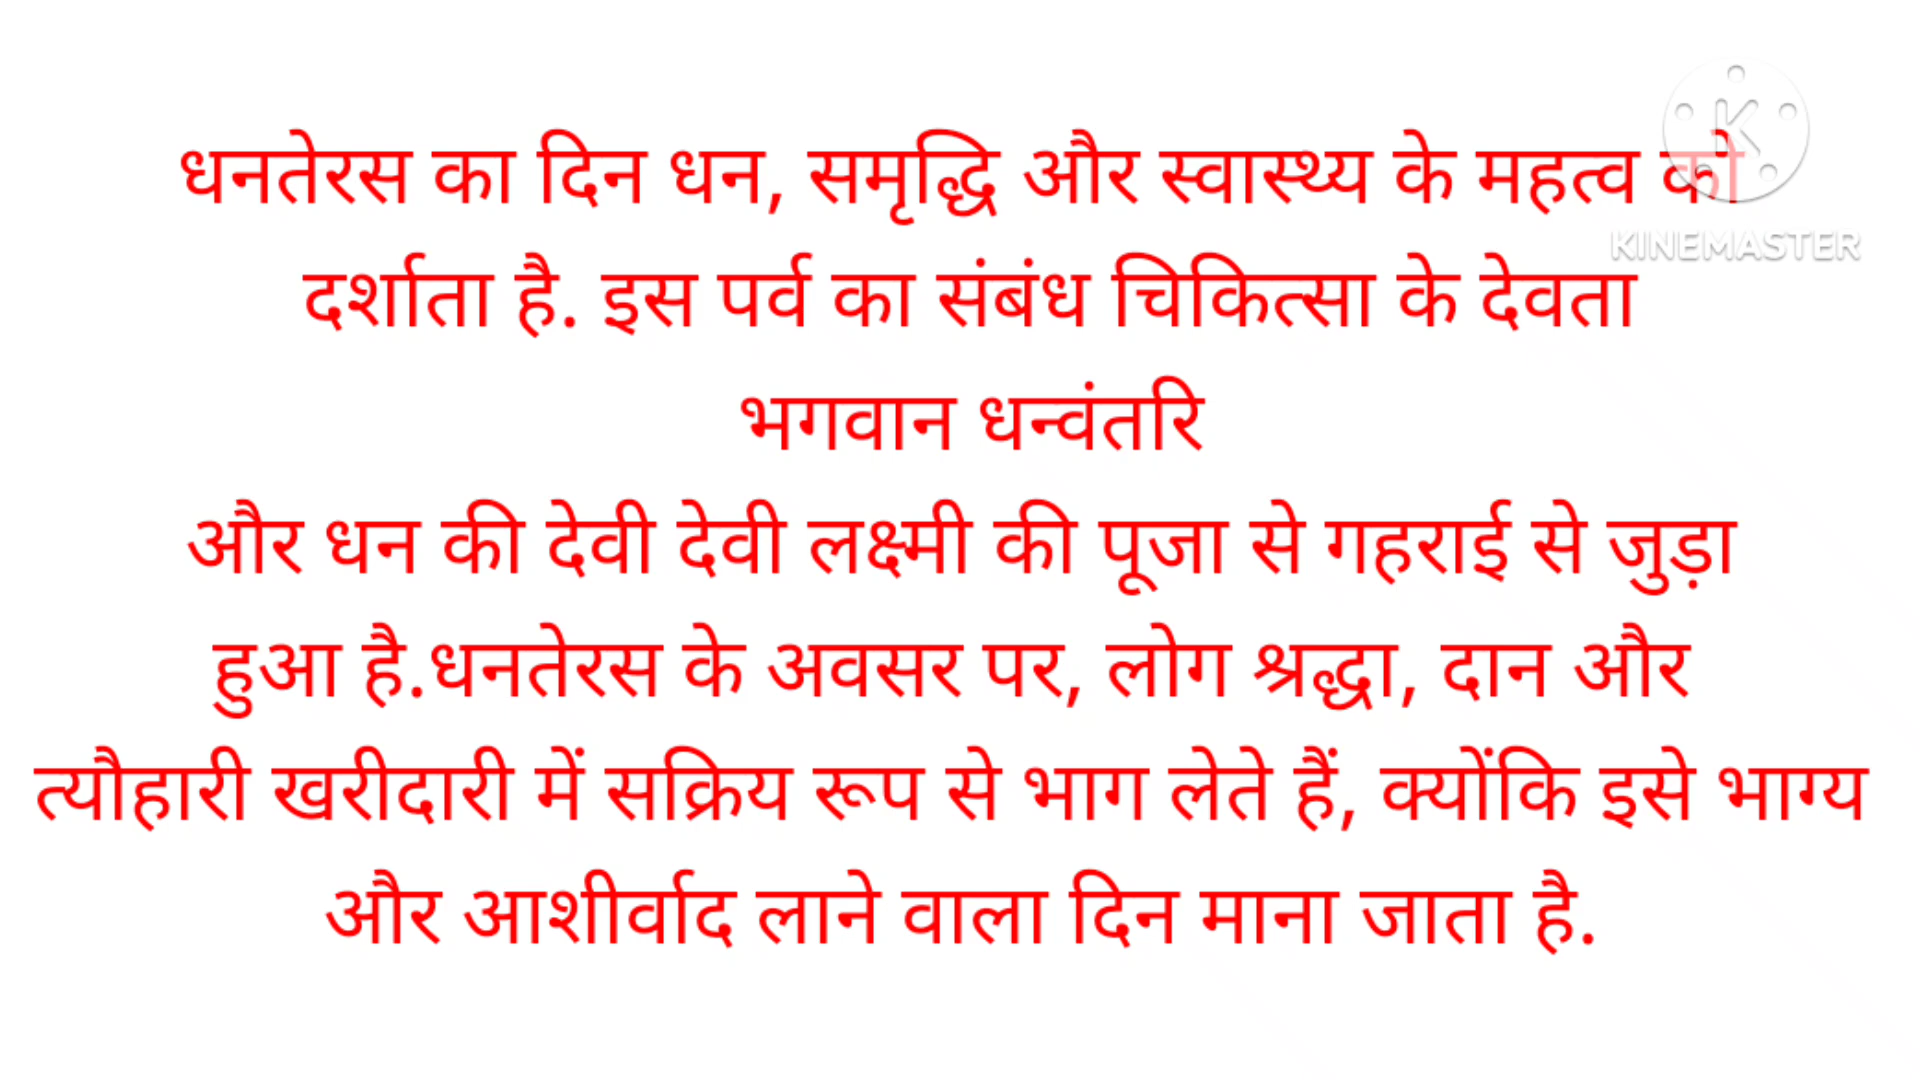 धनतेरस का दिन धन, समृद्धि और स्वास्थ्य के महत्व को
दर्शाता है. इस पर्व का संबंध चिकित्सा के देवता
भगवान धन्वंतरि
और धन की देवी देवी लक्ष्मी की पूजा से गहराई से जुड़ा
हुआ है.धनतेरस के अवसर पर, लोग श्रद्धा, दान और
त्यौहारी खरीदारी में सक्रिय रूप से भाग लेते हैं, क्योंकि इसे भाग्य
और आशीर्वाद लाने वाला दिन माना जाता है.
K
KINEMASTER